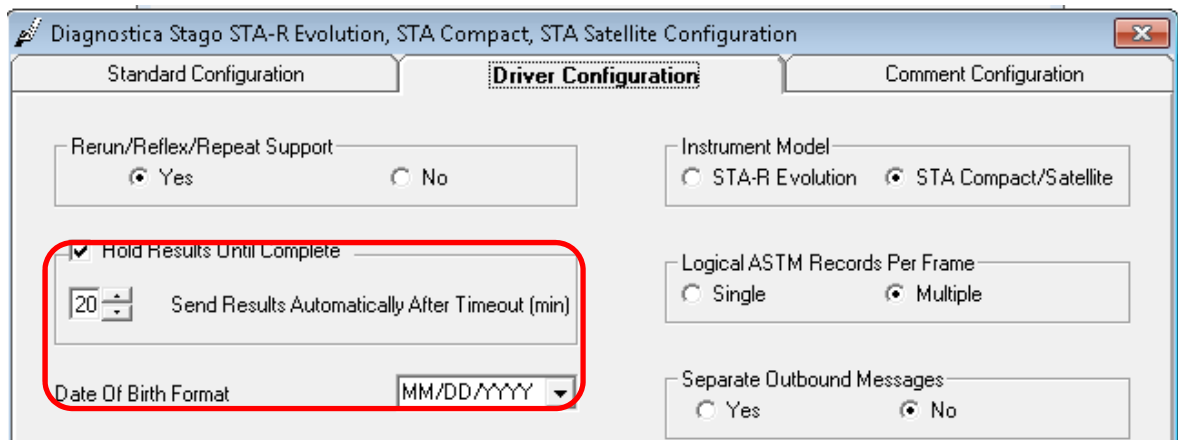 Diagnostica Stago STA-R Evolution, STA Compact, STA Satellite Configuration
Standard Configuration
Driver Configuration
Comment Configuration
Rerun/Reflex/Repeat Support
Yes
No
Instrument Model
STA-R Evolution
STA Compact/Satellite
Hold Results Until Complete
20
Send Results Automatically After Timeout (min)
Logical ASTM Records Per Frame
Single
Multiple
Date Of Birth Format
MM/DD/YYYY
Separate Outbound Messages
Yes
No